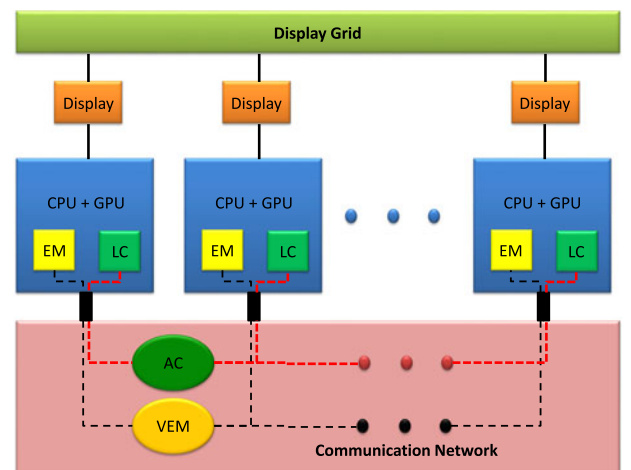 Display Grid
Display
Display
Display
CPU + GPU
CPU + GPU
CPU + GPU
EM
LC
EM
LC
EM
LC
AC
VEM
Communication Network